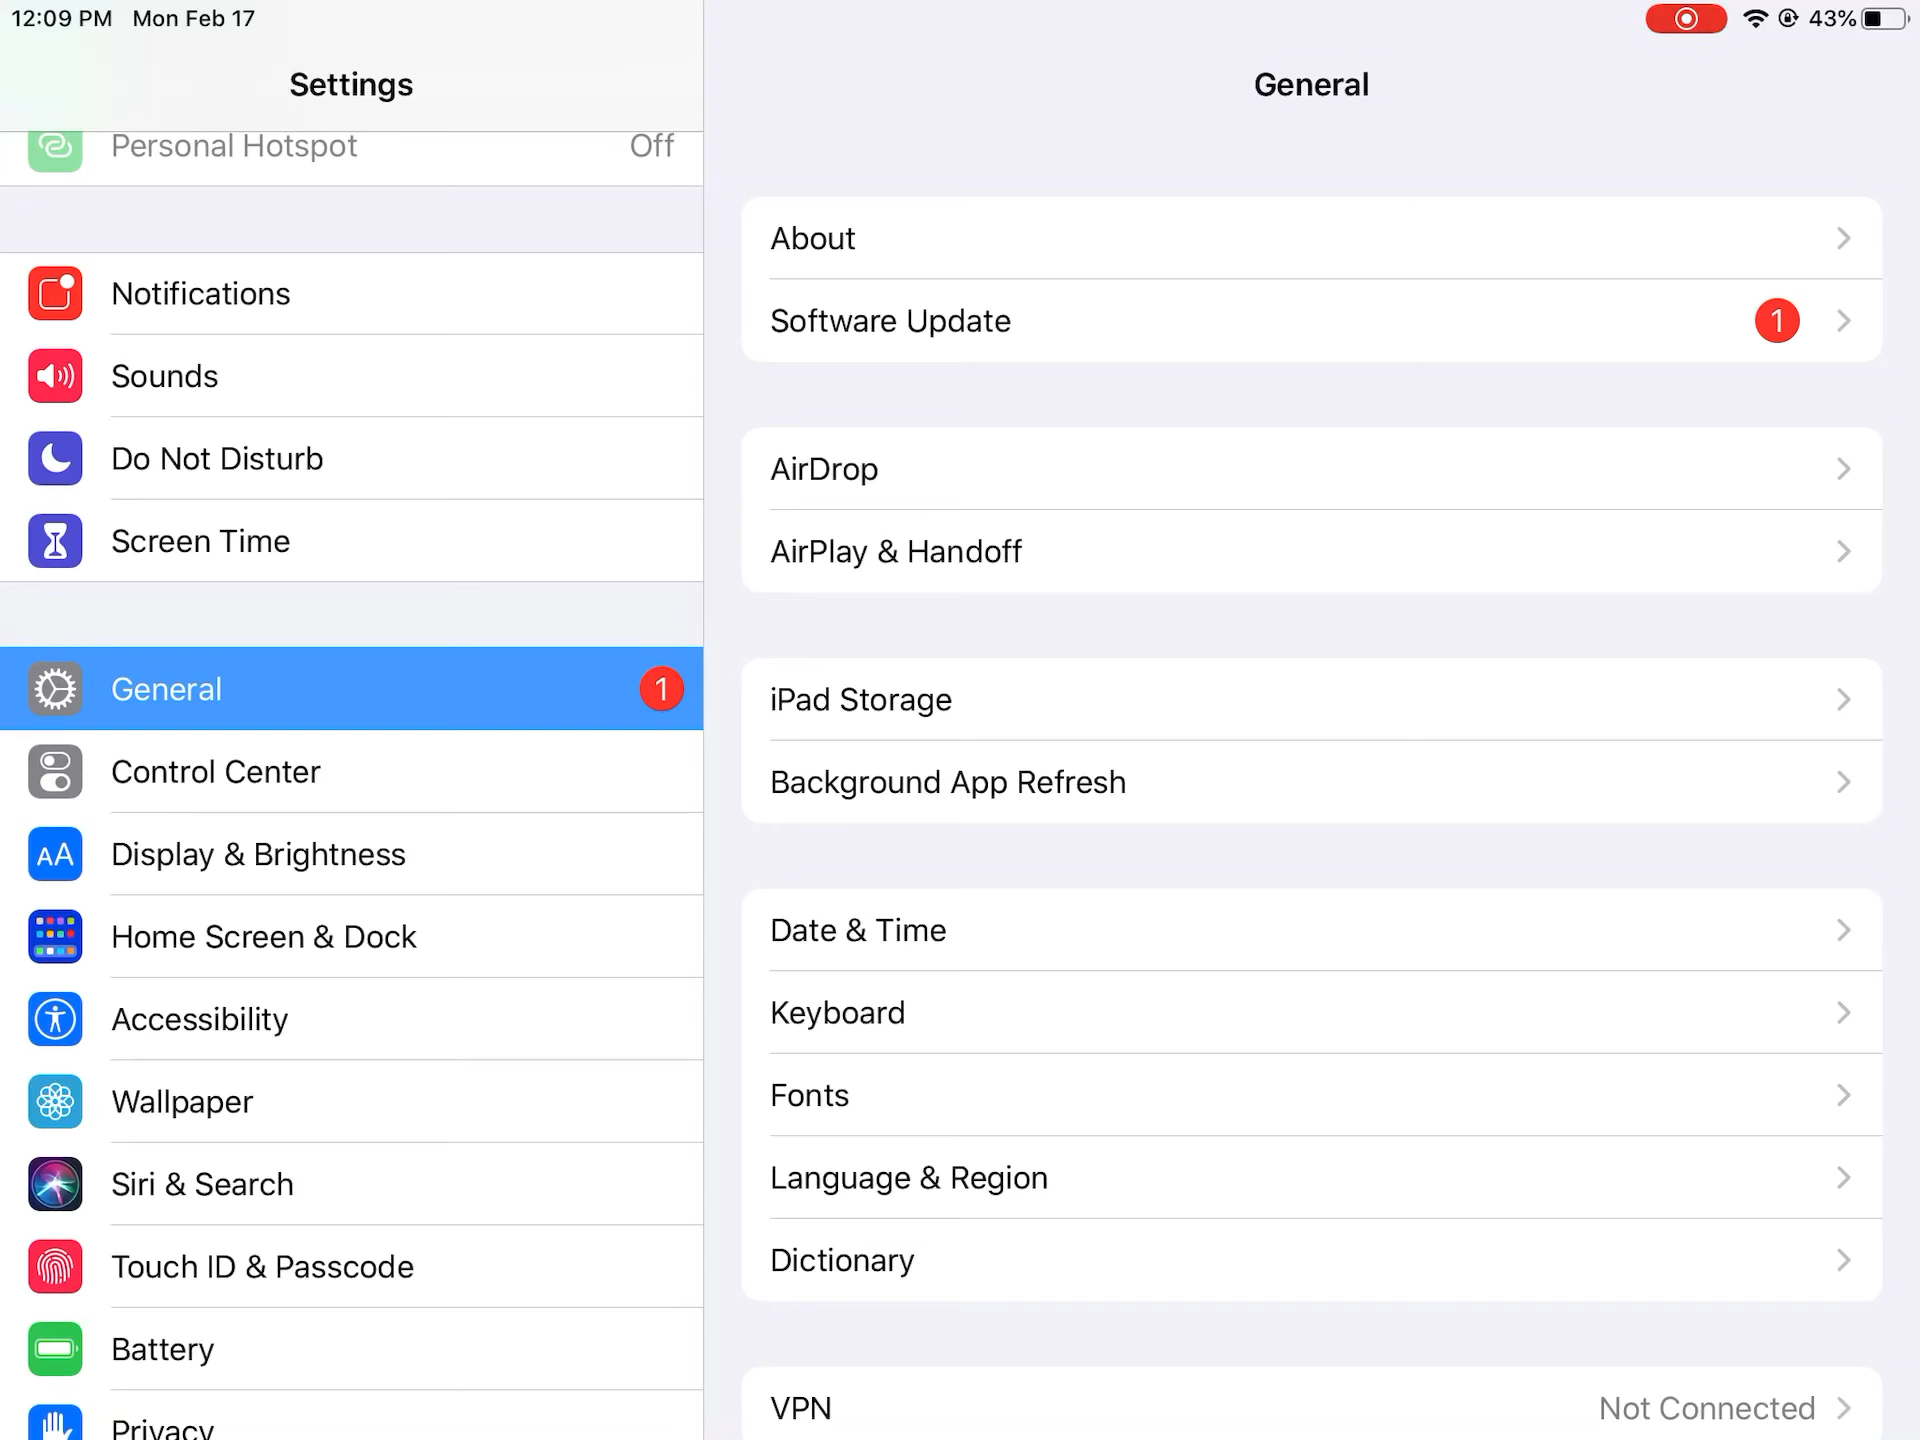 12:09 PM Mon Feb 17
43%
Settings
Personal Hotspot Off
Notifications
Sounds
Do Not Disturb
Screen Time
General 1
Control Center
AA Display & Brightness
Home Screen & Dock
Accessibility
Wallpaper
Siri & Search
Touch ID & Passcode
Battery
Privacy
General
About
Software Update 1
AirDrop
AirPlay & Handoff
iPad Storage
Background App Refresh
Date & Time
Keyboard
Fonts
Language & Region
Dictionary
VPN Not Connected